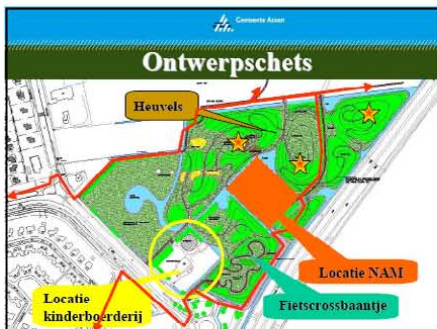 Gemeente Assen
Ontwerpschets
Heuvels
Locatie NAM
Locatie
kinderboerderij
Fietscrossbaantje